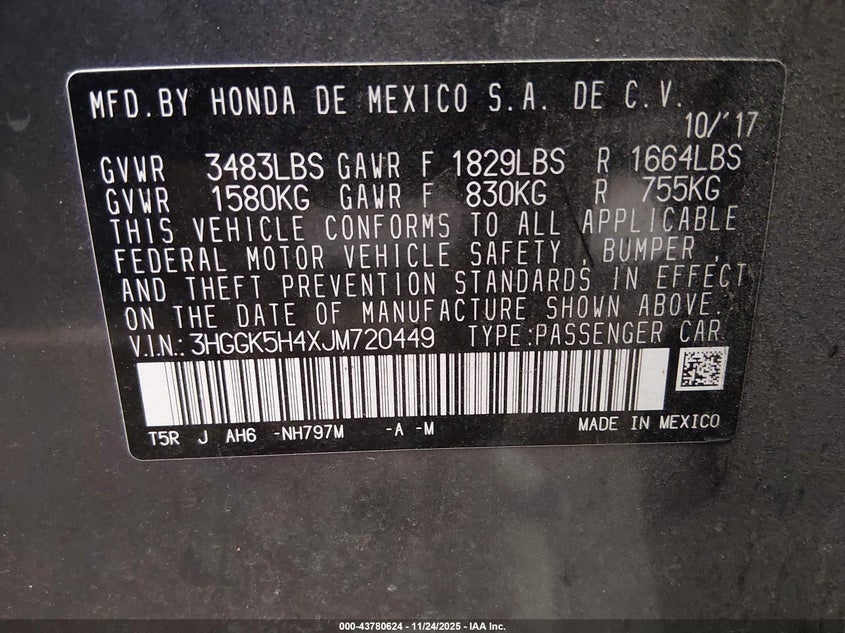 MFD.BY HONDA DE MEXICO S.A. DE C.V.
10/'17
GVWR 3483LBS GAWR F 1829LBS R 1664LBS
GVWR 1580KG GAWR F 830KG R 755KG
THIS VEHICLE CONFORMS TO ALL APPLICABLE
FEDERAL MOTOR VEHICLE SAFETY , BUMPER ,
AND THEFT PREVENTION STANDARDS IN EFFECT
ON THE DATE OF MANUFACTURE SHOWN ABOVE.
V.I.N.: 3HGGK5H4XJM720449 TYPE:PASSENGER CAR
T5R J AH6 -NH797M -A -M MADE IN MEXICO
000-43780624 - 11/24/2025 - IAA Inc.